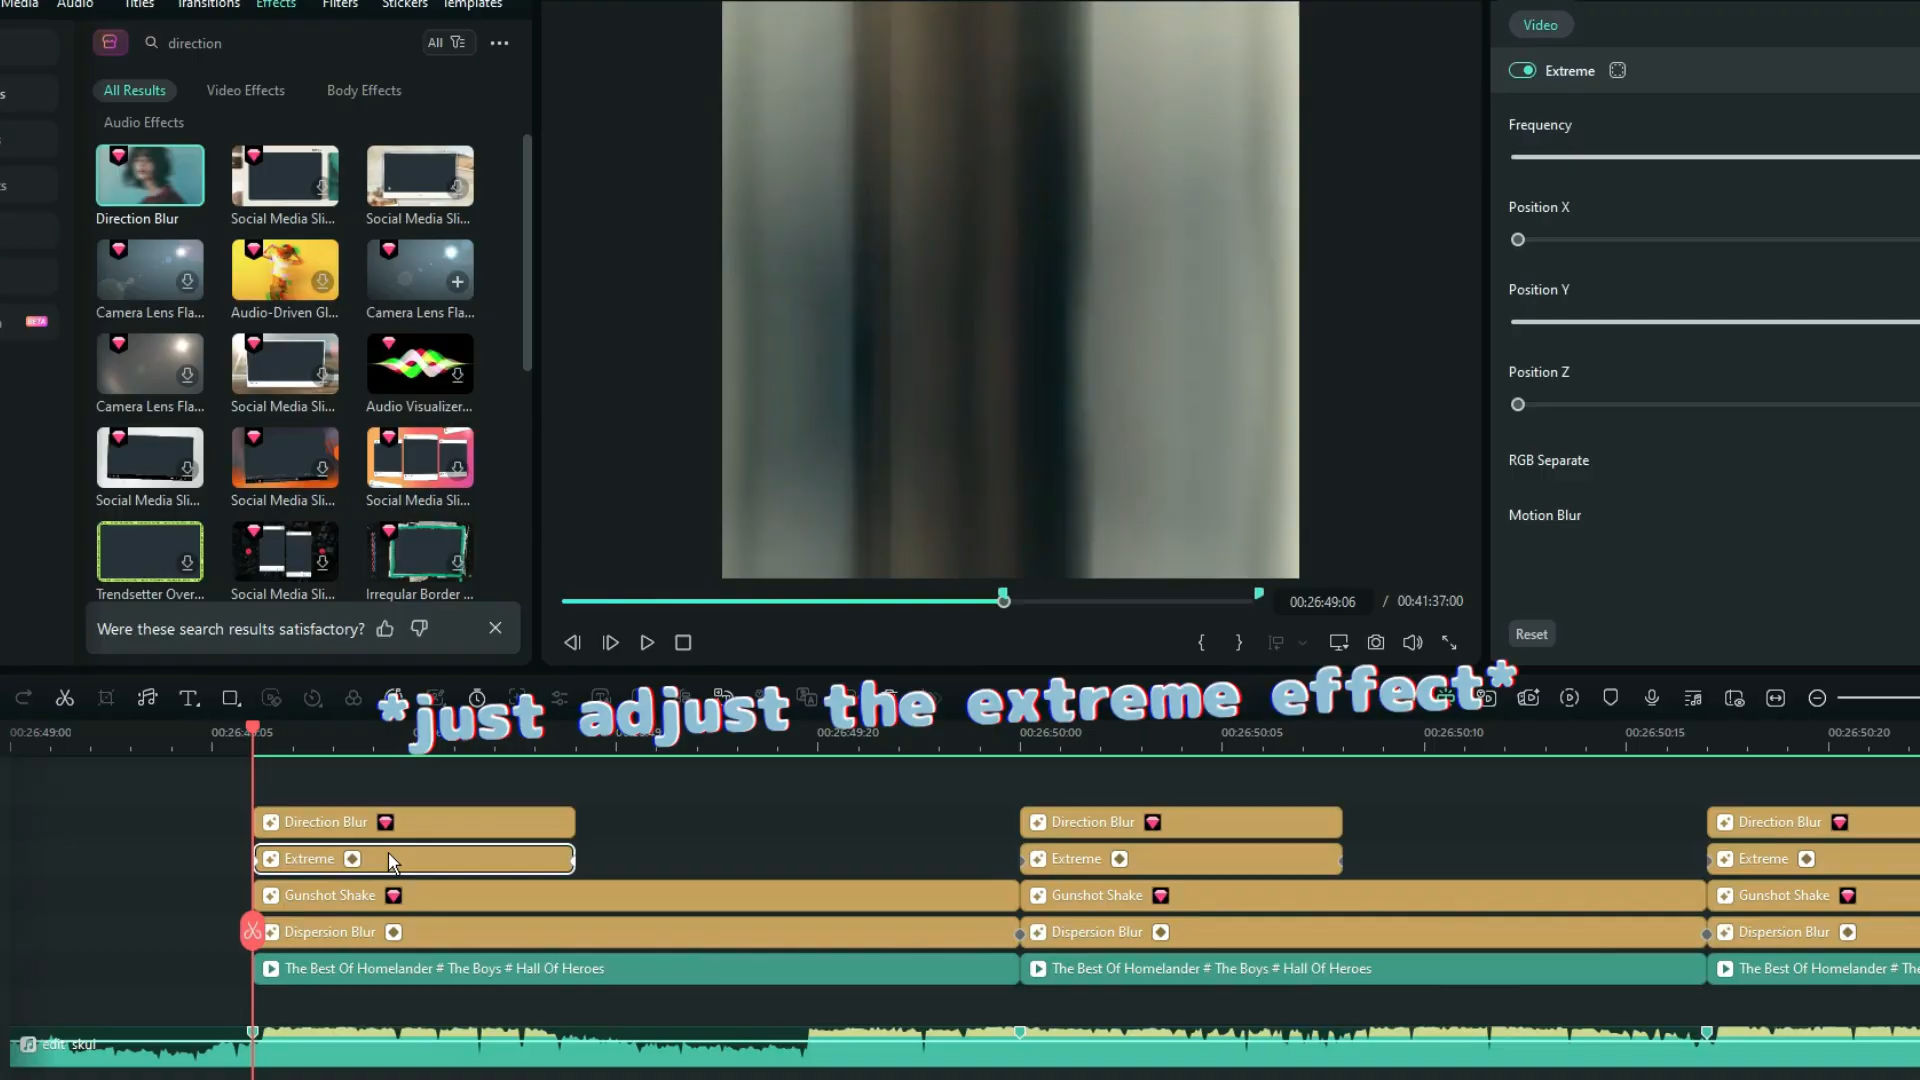 Media Audio Titles Transitions Effects Filters Stickers Templates
direction
All
All Results Video Effects Body Effects
Audio Effects
Direction Blur Social Media Sli... Social Media Sli...
Camera Lens Fla... Audio-Driven Gl... Camera Lens Fla...
Camera Lens Fla... Social Media Sli... Audio Visualizer...
Social Media Sli... Social Media Sli... Social Media Sli...
Trendsetter Over... Social Media Sli... Irregular Border ...
BETA
Were these search results satisfactory?
00:26:49:06 / 00:41:37:00
Video
Extreme
Frequency
Position X
Position Y
Position Z
RGB Separate
Motion Blur
Reset
*just adjust the extreme effect*
00:26:49:00 00:26:49:20 00:26:50:00 00:26:50:05 00:26:50:10 00:26:50:15 00:26:50:20
Direction Blur Direction Blur Direction Blur
Extreme Extreme Extreme
Gunshot Shake Gunshot Shake Gunshot Shake
Dispersion Blur Dispersion Blur Dispersion Blur
The Best Of Homelander # The Boys # Hall Of Heroes The Best Of Homelander # The Boys # Hall Of Heroes The Best Of Homelander # The
edit skui